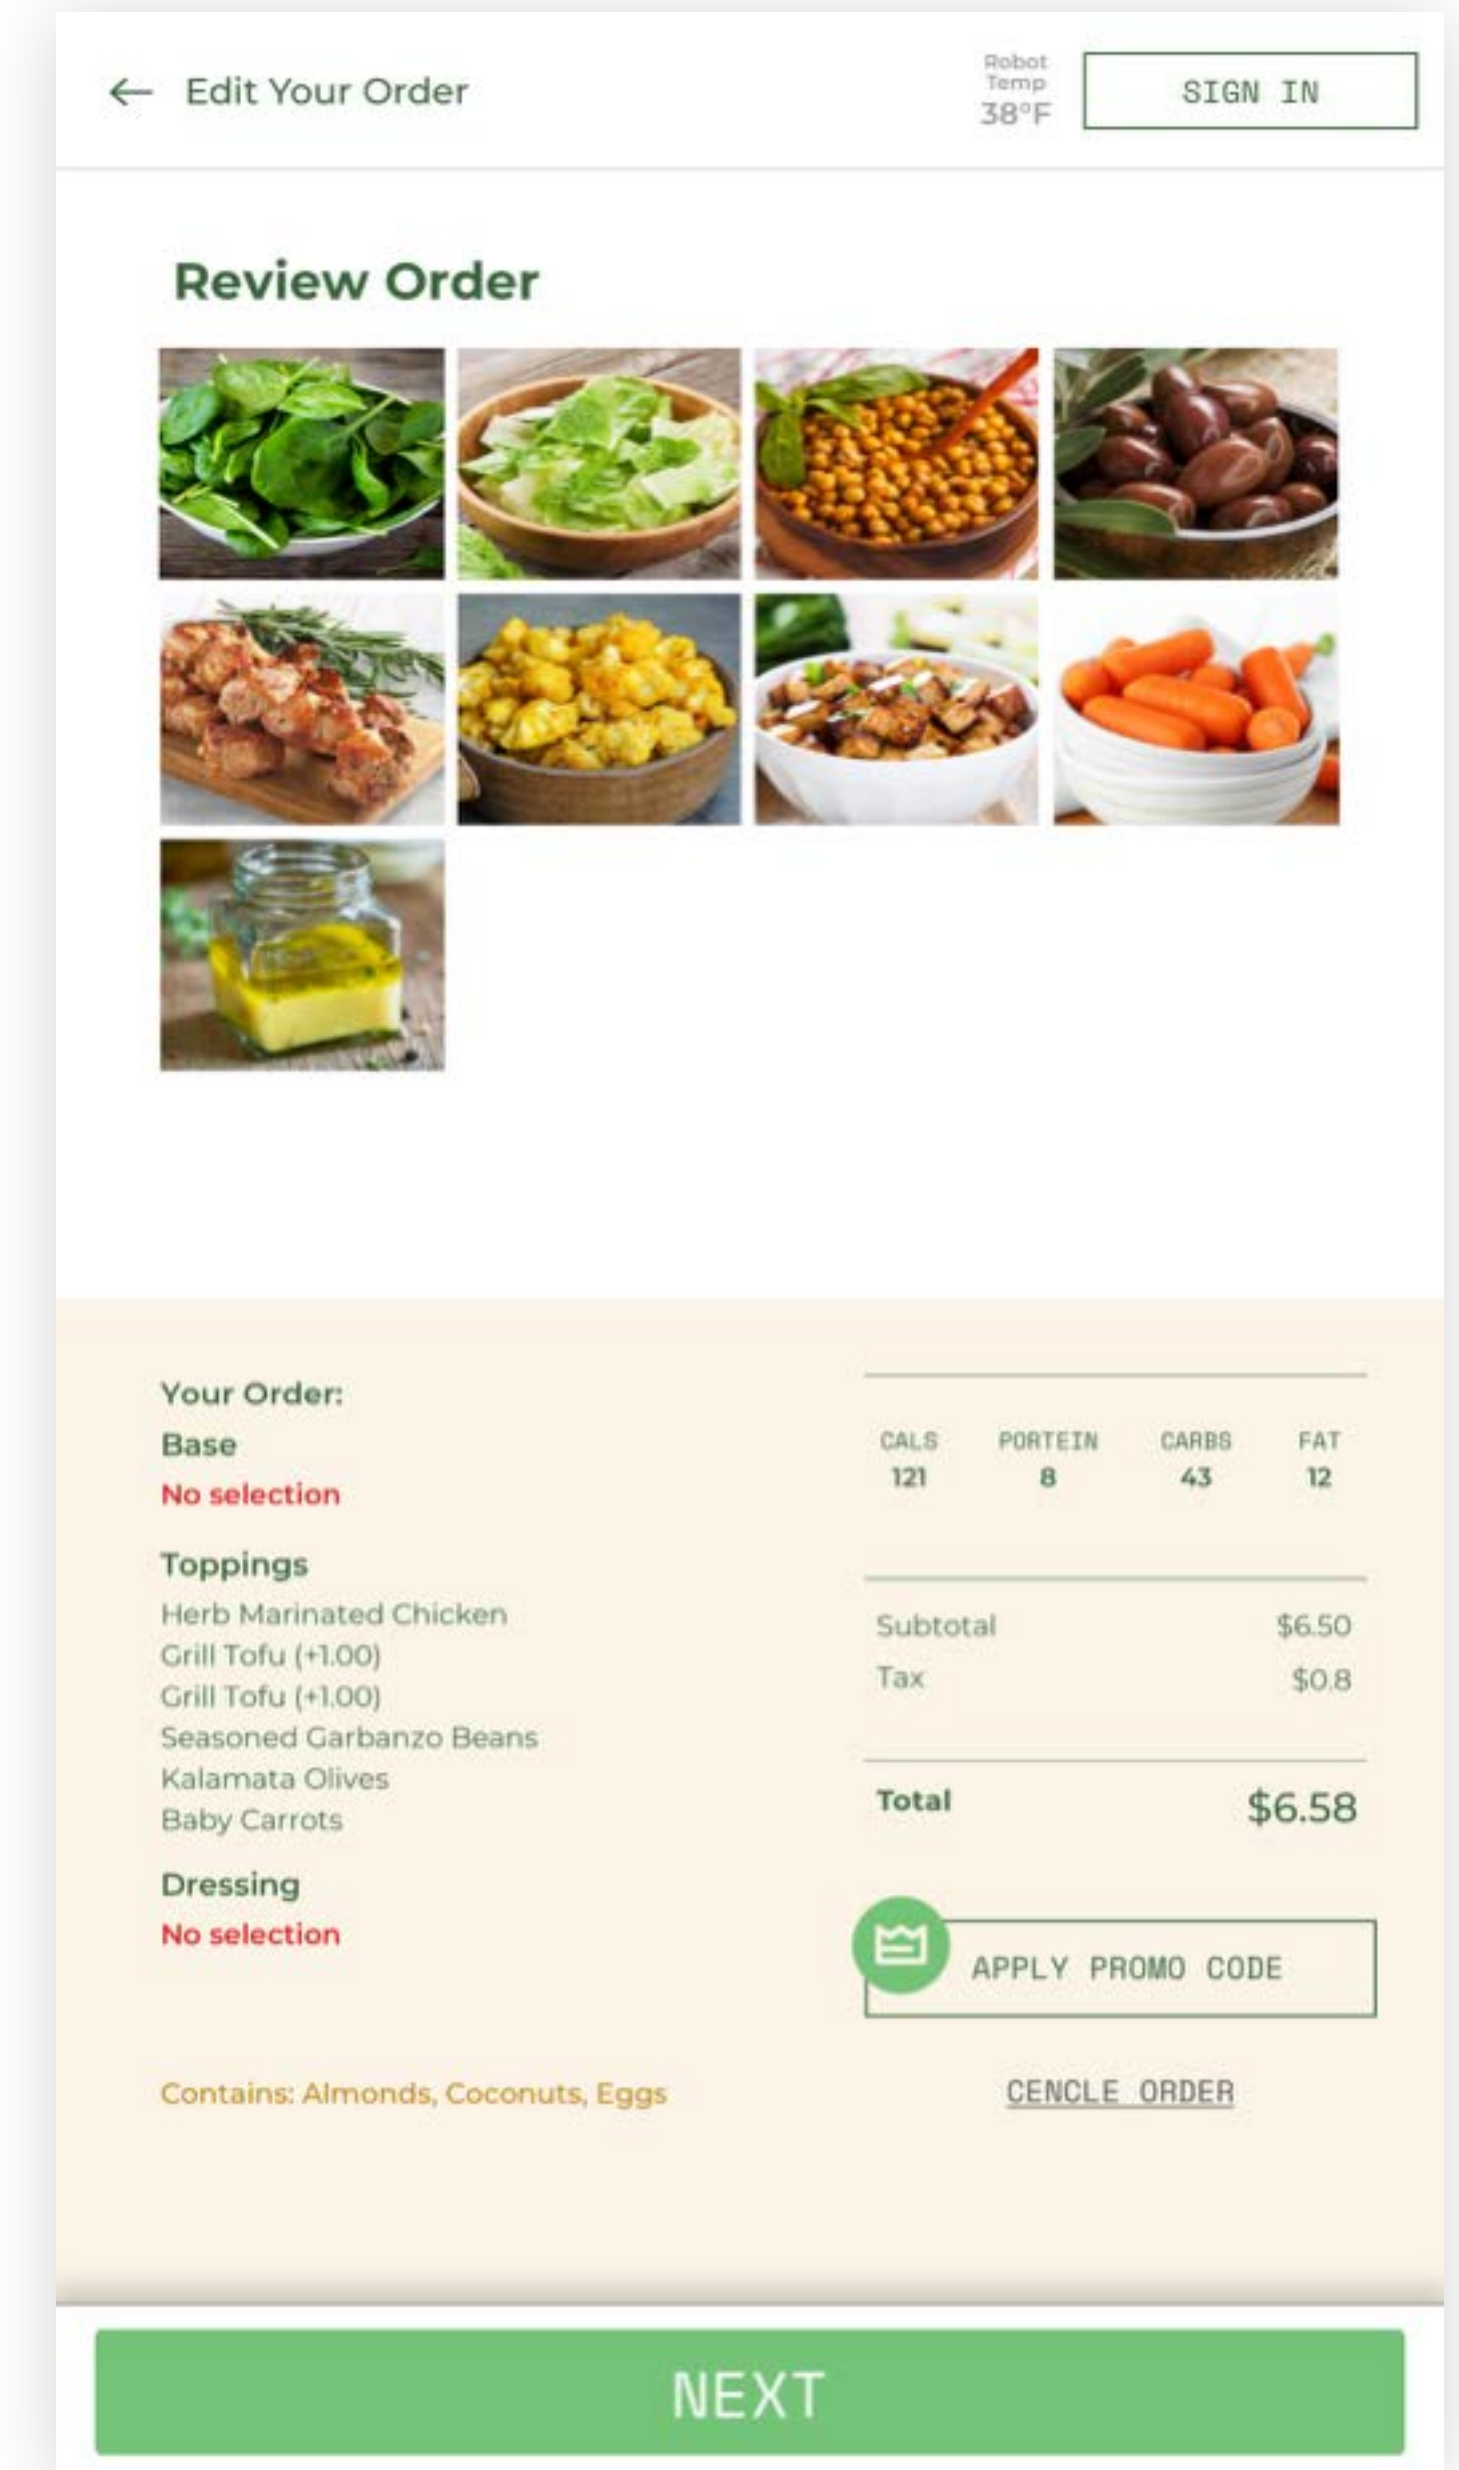 Edit Your Order
Robot
Temp
38°F
SIGN IN
Review Order
Your Order:
Base
No selection
Toppings
Herb Marinated Chicken
Grill Tofu (+1.00)
Grill Tofu (+1.00)
Seasoned Garbanzo Beans
Kalamata Olives
Baby Carrots
Dressing
No selection
Contains: Almonds, Coconuts, Eggs
CALS PORTEIN CARBS FAT
121 8 43 12
Subtotal $6.50
Tax $0.8
Total $6.58
APPLY PROMO CODE
CENCLE ORDER
NEXT